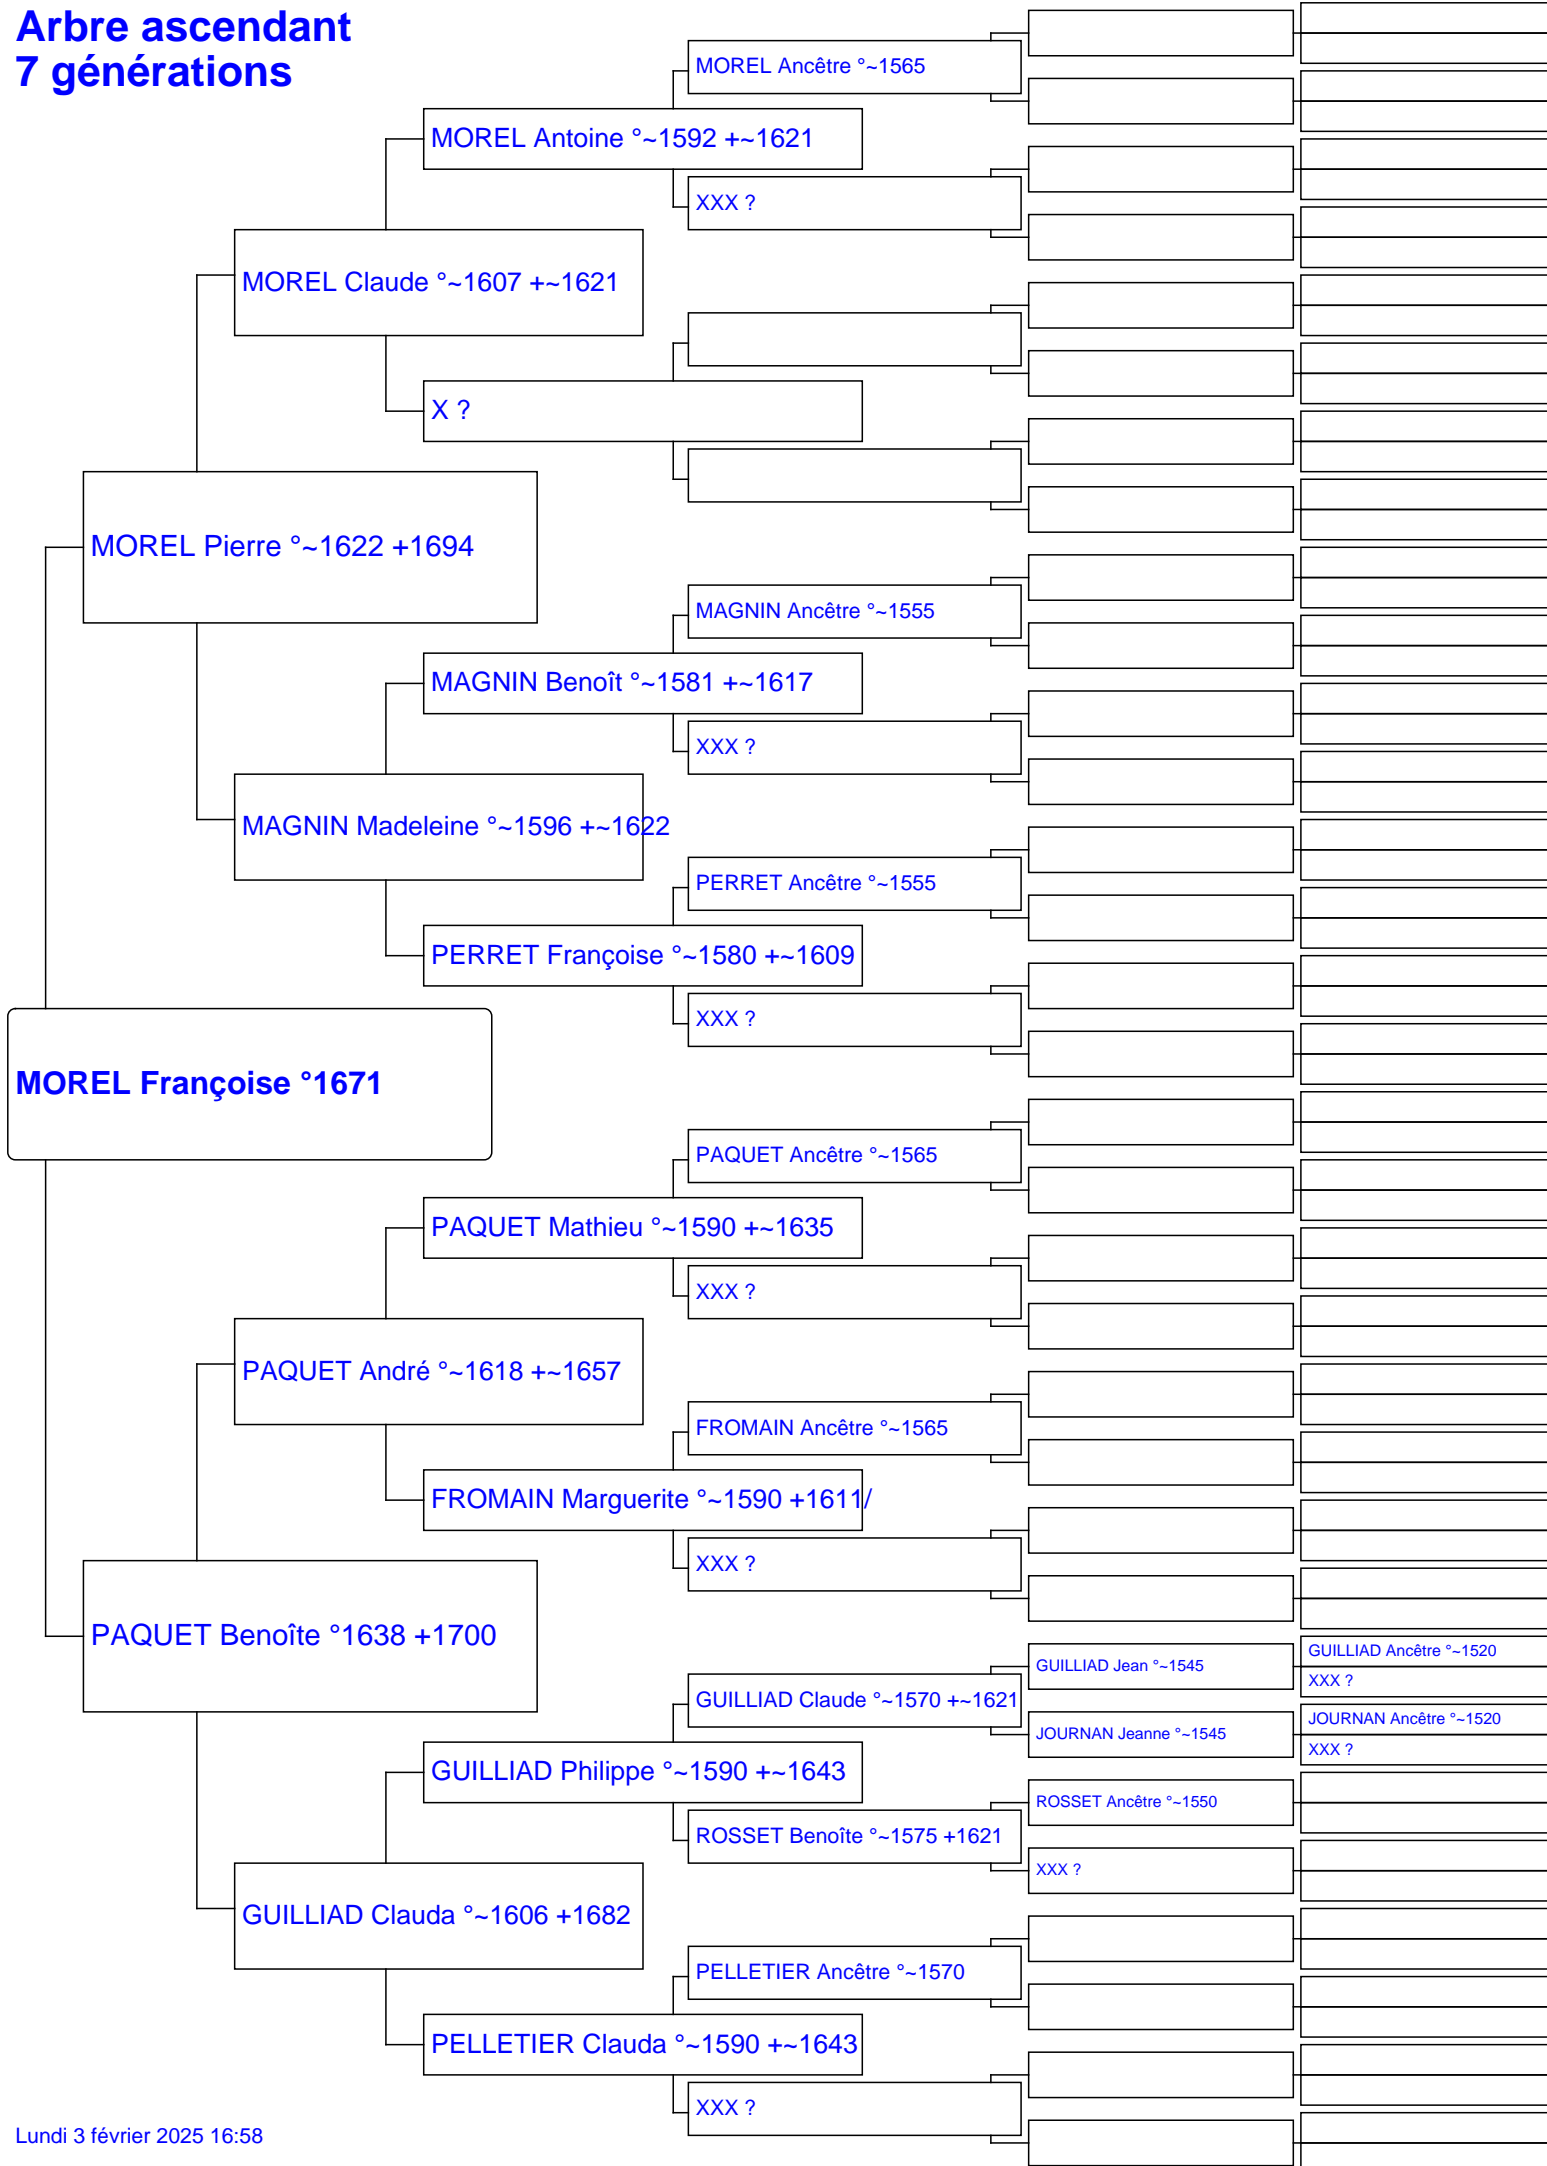 Arbre ascendant
7 générations
MOREL Ancêtre °~1565
MOREL Antoine °~1592 +~1621
XXX ?
MOREL Claude °~1607 +~1621
X ?
MOREL Pierre °~1622 +1694
MAGNIN Ancêtre °~1555
MAGNIN Benoît °~1581 +~1617
XXX ?
MAGNIN Madeleine °~1596 +~1622
PERRET Ancêtre °~1555
PERRET Françoise °~1580 +~1609
XXX ?
MOREL Françoise °1671
PAQUET Ancêtre °~1565
PAQUET Mathieu °~1590 +~1635
XXX ?
PAQUET André °~1618 +~1657
FROMAIN Ancêtre °~1565
FROMAIN Marguerite °~1590 +1611/
XXX ?
PAQUET Benoîte °1638 +1700
GUILLIAD Ancêtre °~1520
GUILLIAD Jean °~1545
XXX ?
GUILLIAD Claude °~1570 +~1621
JOURNAN Ancêtre °~1520
JOURNAN Jeanne °~1545
XXX ?
GUILLIAD Philippe °~1590 +~1643
ROSSET Ancêtre °~1550
ROSSET Benoîte °~1575 +1621
XXX ?
GUILLIAD Clauda °~1606 +1682
PELLETIER Ancêtre °~1570
PELLETIER Clauda °~1590 +~1643
XXX ?
Lundi 3 février 2025 16:58